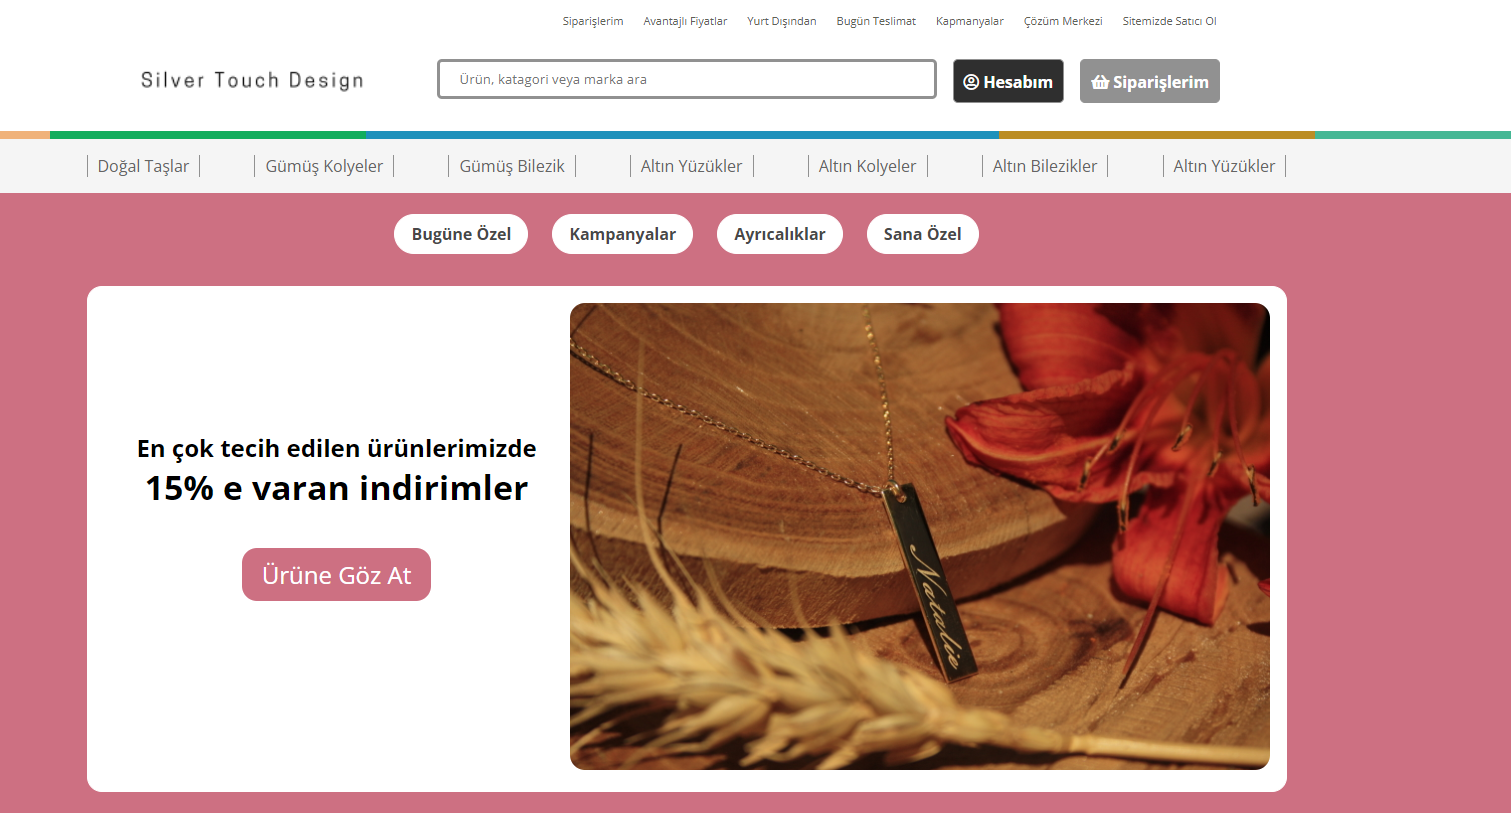 Siparişlerim Avantajlı Fiyatlar Yurt Dışından Bugün Teslimat Kapmanyalar Çözüm Merkezi Sitemizde Satıcı Ol
Silver Touch Design
Ürün, katagori veya marka ara
Hesabım
Siparişlerim
Doğal Taşlar
Gümüş Kolyeler
Gümüş Bilezik
Altın Yüzükler
Altın Kolyeler
Altın Bilezikler
Altın Yüzükler
Bugüne Özel
Kampanyalar
Ayrıcalıklar
Sana Özel
En çok tecih edilen ürünlerimizde
15% e varan indirimler
Ürüne Göz At
Natalie